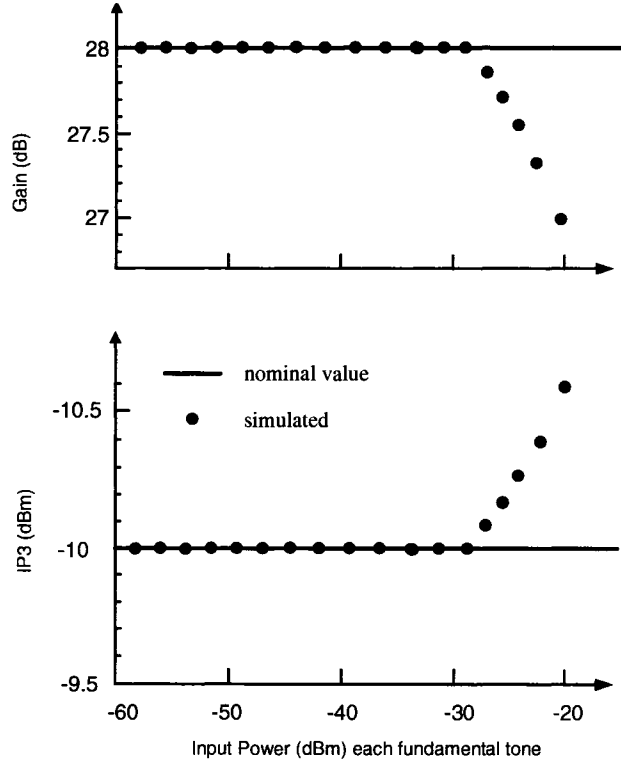 28
27.5
27
Gain (dB)
nominal value
simulated
-10.5
-10
-9.5
IP3 (dBm)
-60 -50 -40 -30 -20
Input Power (dBm) each fundamental tone